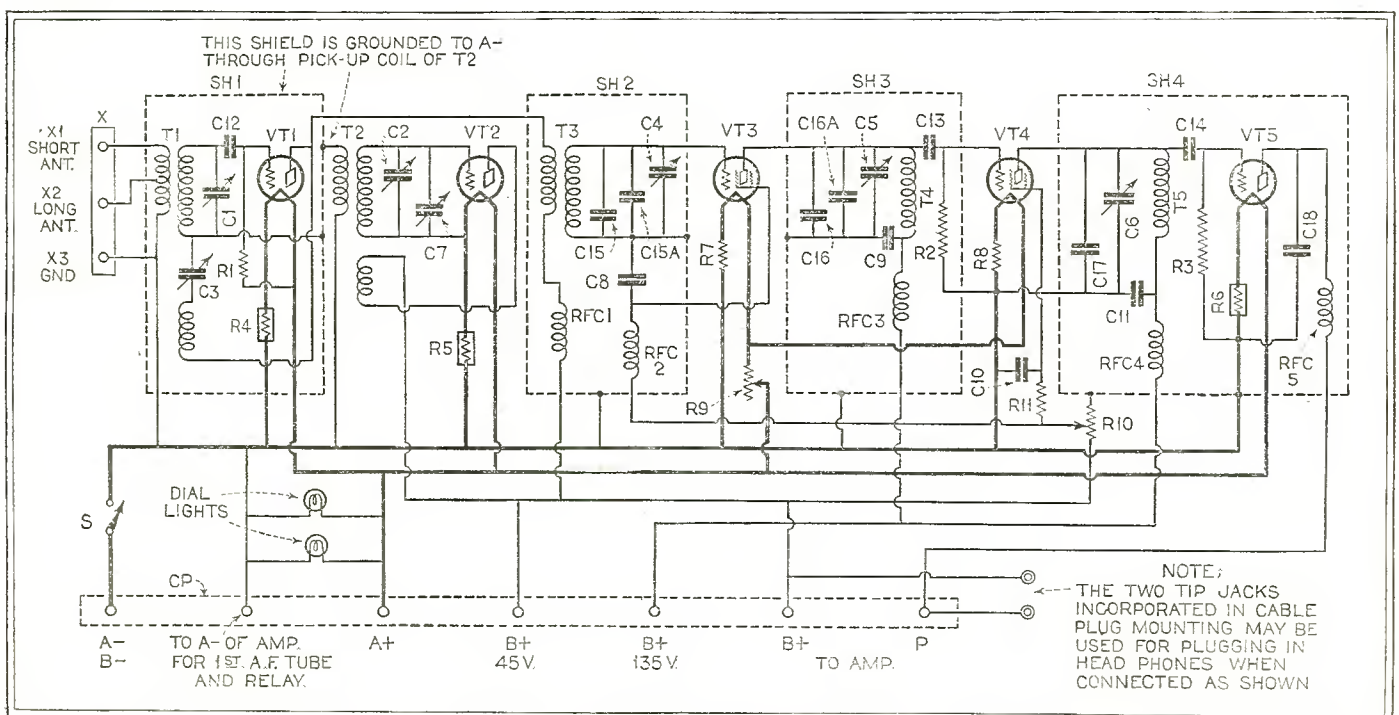 THIS SHIELD IS GROUNDED TO A-
THROUGH PICK-UP COIL OF T2
SH1
SH2
SH3
SH4
X
X1
SHORT
ANT.
X2
LONG
ANT.
X3
GND
T1
C12
VT1
T2
C2
VT2
T3
C4
VT3
C16A
C5
C13
VT4
C14
VT5
C1
C7
C15
C15A
C16
T4
C9
R2
R8
C17
C6
T5
R3
C18
C3
R1
C8
R7
R4
R5
RFC1
RFC
2
RFC3
C11
R6
RFC4
RFC
5
R9
C10
R11
R10
S
DIAL
LIGHTS
CP
A-
B-
TO A- OF AMP.
FOR 1ST. A.F. TUBE
AND RELAY.
A+
B+
45V.
B+
135V.
B+
TO AMP.
P
NOTE;
THE TWO TIP JACKS
INCORPORATED IN CABLE
PLUG MOUNTING MAY BE
USED FOR PLUGGING IN
HEAD PHONES WHEN
CONNECTED AS SHOWN